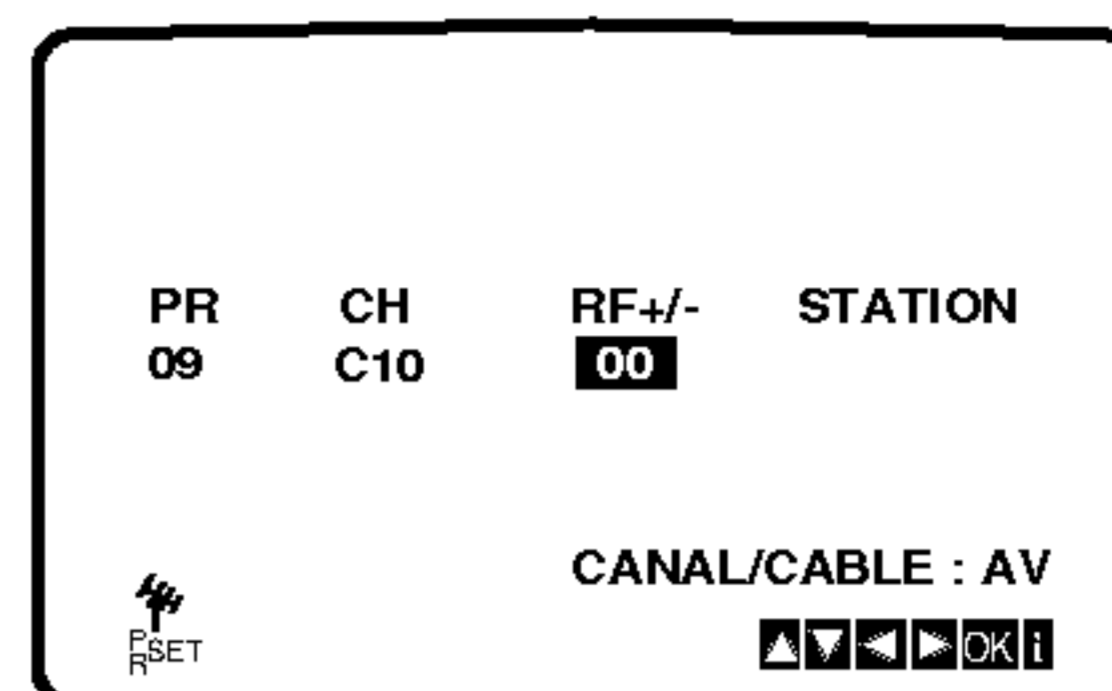 PR CH RF+/- STATION
09 C10 00
CANAL/CABLE : AV
PR SET
OK i